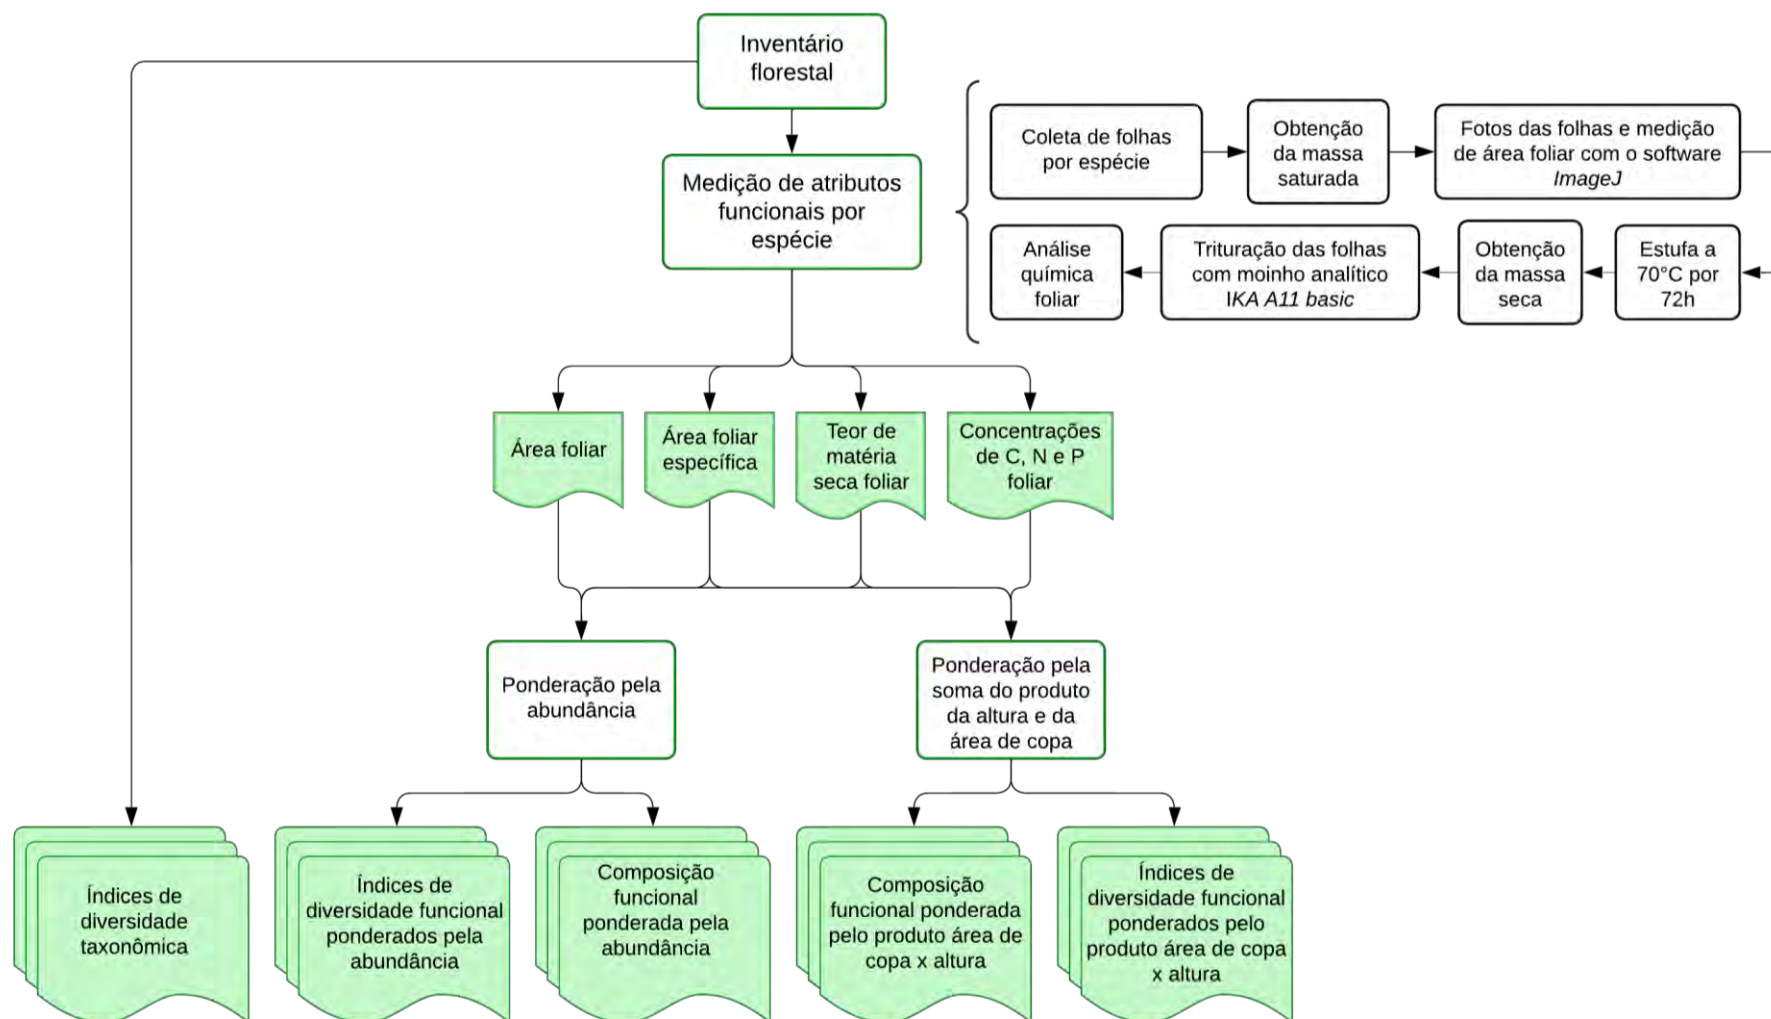 Inventário
florestal
Medição de atributos
funcionais por
espécie
Coleta de folhas
por espécie
Obtenção
da massa
saturada
Fotos das folhas e medição
de área foliar com o software
ImageJ
Estufa a
70°C por
72h
Obtenção
da massa
seca
Trituração das folhas
com moinho analítico
IKA A11 basic
Análise
química
foliar
Área foliar
Área foliar
específica
Teor de
matéria
seca foliar
Concentrações
de C, N e P
foliar
Ponderação pela
abundância
Ponderação pela
soma do produto
da altura e da
área de copa
Índices de
diversidade
taxonômica
Índices de
diversidade funcional
ponderados pela
abundância
Composição
funcional
ponderada pela
abundância
Composição
funcional ponderada
pelo produto área de
copa x altura
Índices de
diversidade funcional
ponderados pelo
produto área de copa
x altura